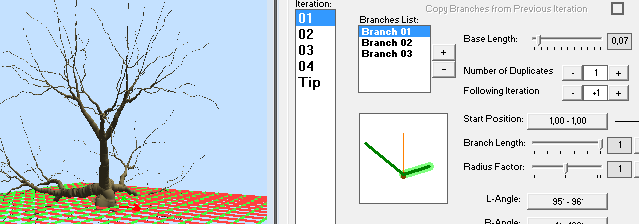 Copy Branches from Previous Iteration
Iteration:
01
02
03
04
Tip
Branches List:
Branch 01
Branch 02
Branch 03
+
-
Base Length: 0,07
Number of Duplicates - 1 +
Following Iteration - +1 +
Start Position: 1,00 - 1,00
Branch Length: 1
Radius Factor: 1
L-Angle: 95° - 96°